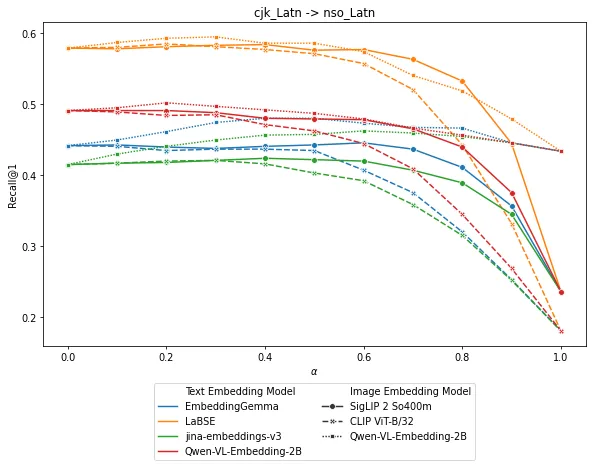 cjk_Latn -> nso_Latn
Recall@1
0.6
0.5
0.4
0.3
0.2
0.0 0.2 0.4 0.6 0.8 1.0
α
Text Embedding Model Image Embedding Model
EmbeddingGemma SigLIP 2 So400m
LaBSE CLIP ViT-B/32
jina-embeddings-v3 Qwen-VL-Embedding-2B
Qwen-VL-Embedding-2B